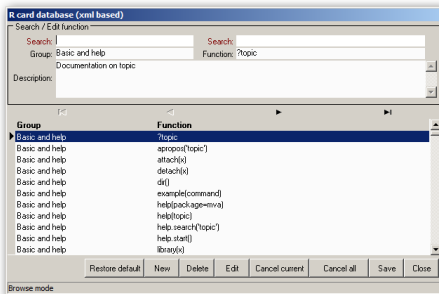 R card database (xml based)
Search / Edit function
Search: Search:
Group: Basic and help Function: ?topic
Description: Documentation on topic
Group Function
Basic and help ?topic
Basic and help apropos('topic')
Basic and help attach(x)
Basic and help detach(x)
Basic and help dir()
Basic and help example(command)
Basic and help help(package=mva)
Basic and help help(topic)
Basic and help help.search('topic')
Basic and help help.start()
Basic and help library(x)
Restore default New Delete Edit Cancel current Cancel all Save Close
Browse mode